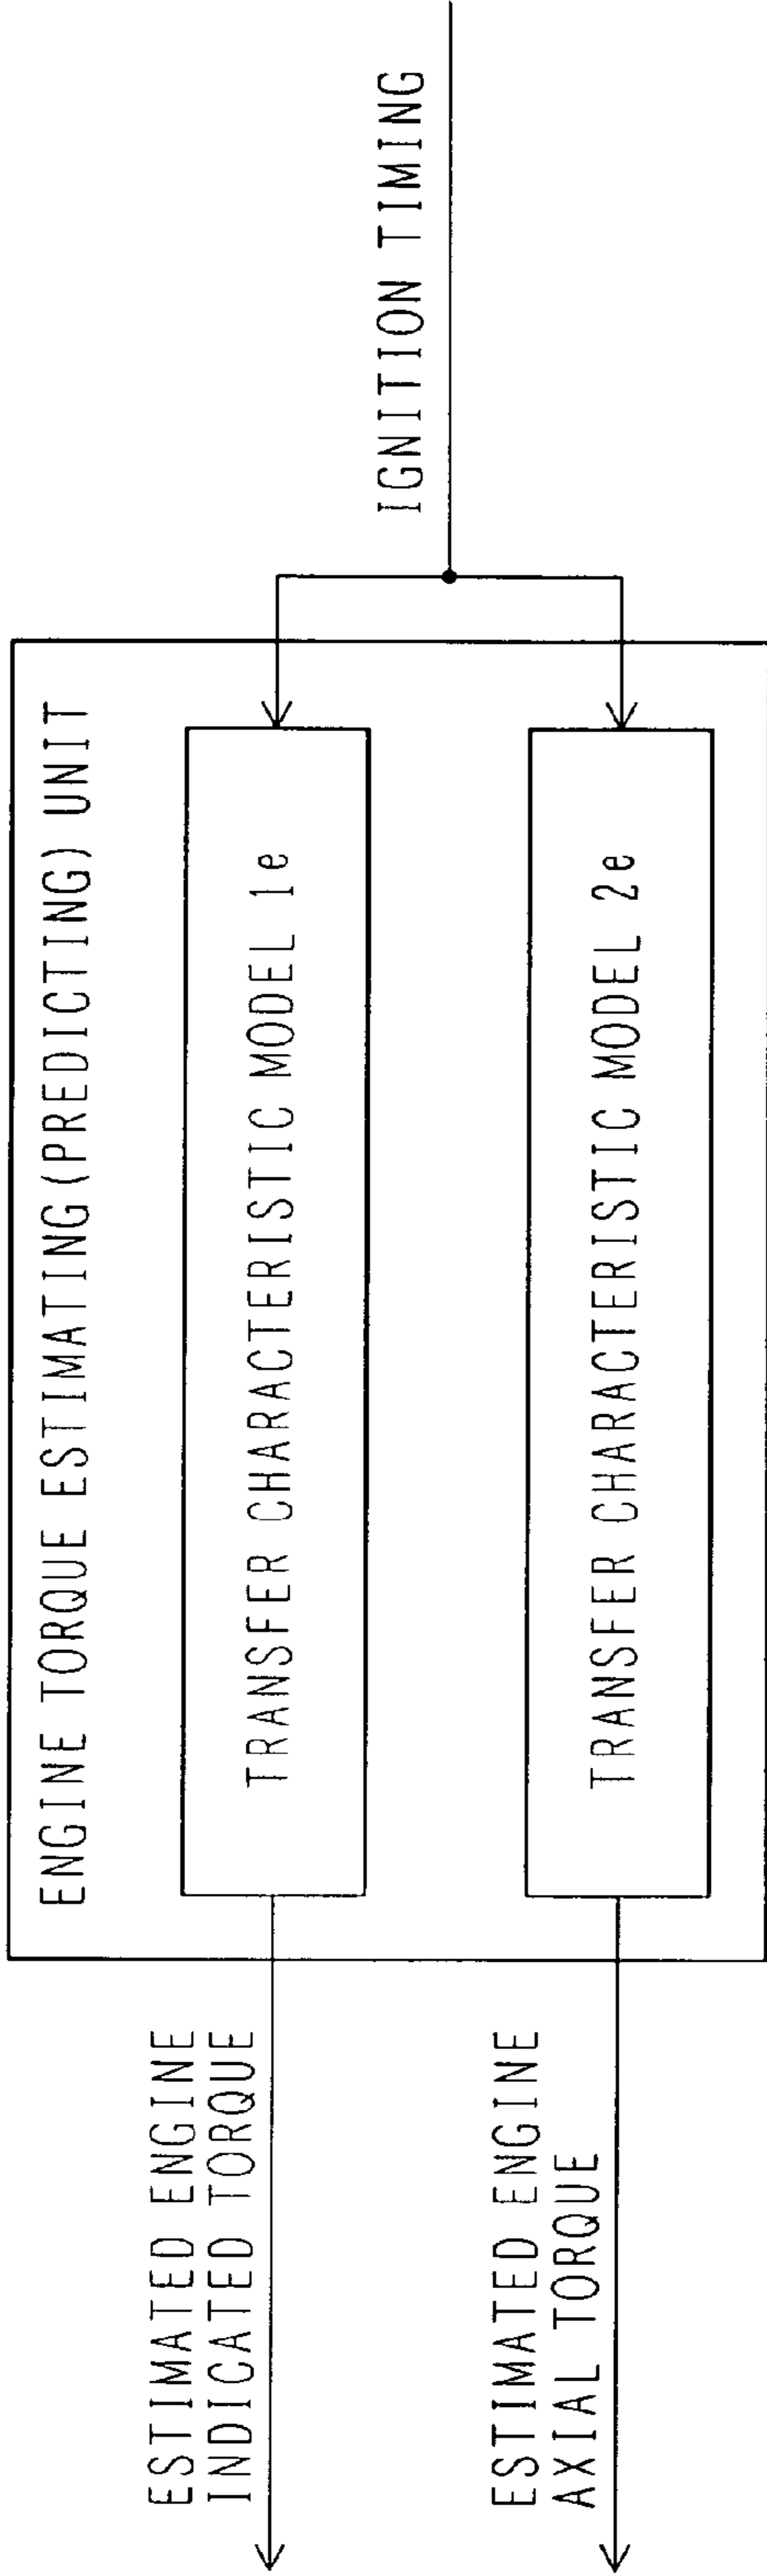 ENGINE TORQUE ESTIMATING(PREDICTING) UNIT
ESTIMATED ENGINE
INDICATED TORQUE
TRANSFER CHARACTERISTIC MODEL 1e
IGNITION TIMING
ESTIMATED ENGINE
AXIAL TORQUE
TRANSFER CHARACTERISTIC MODEL 2e